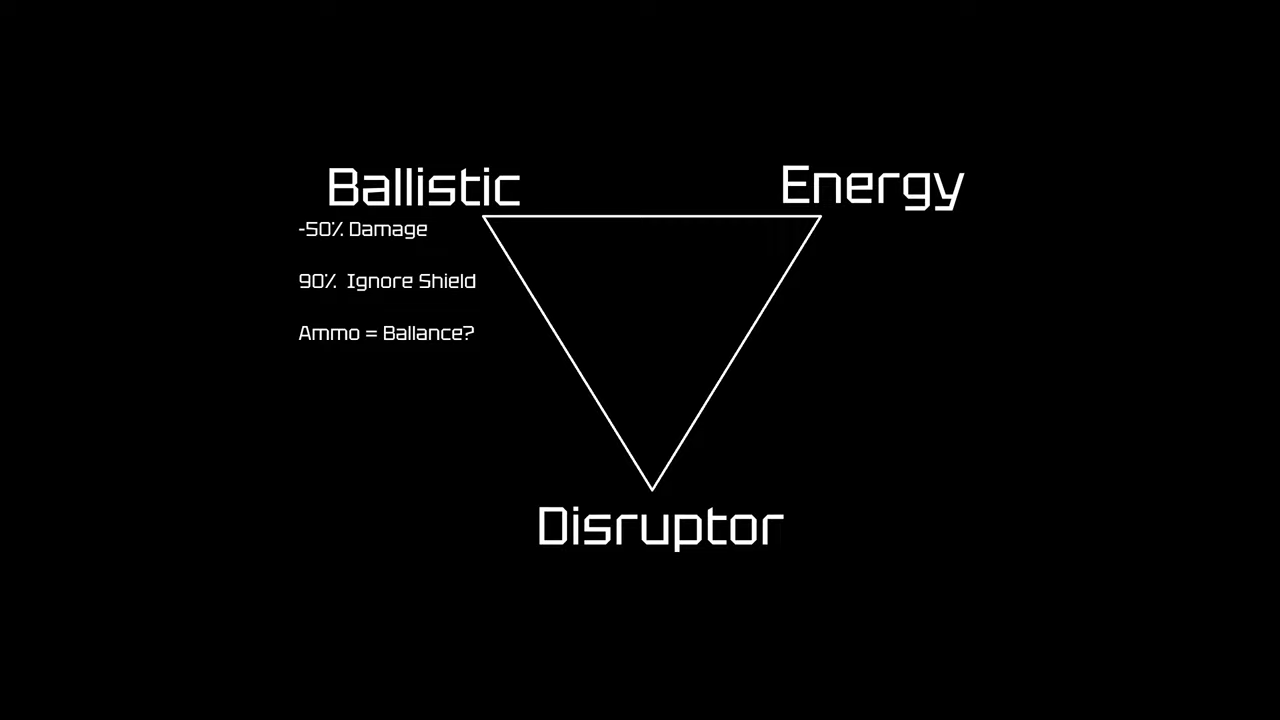 Ballistic
Energy
-50% Damage
90% Ignore Shield
Ammo = Ballance?
Disruptor